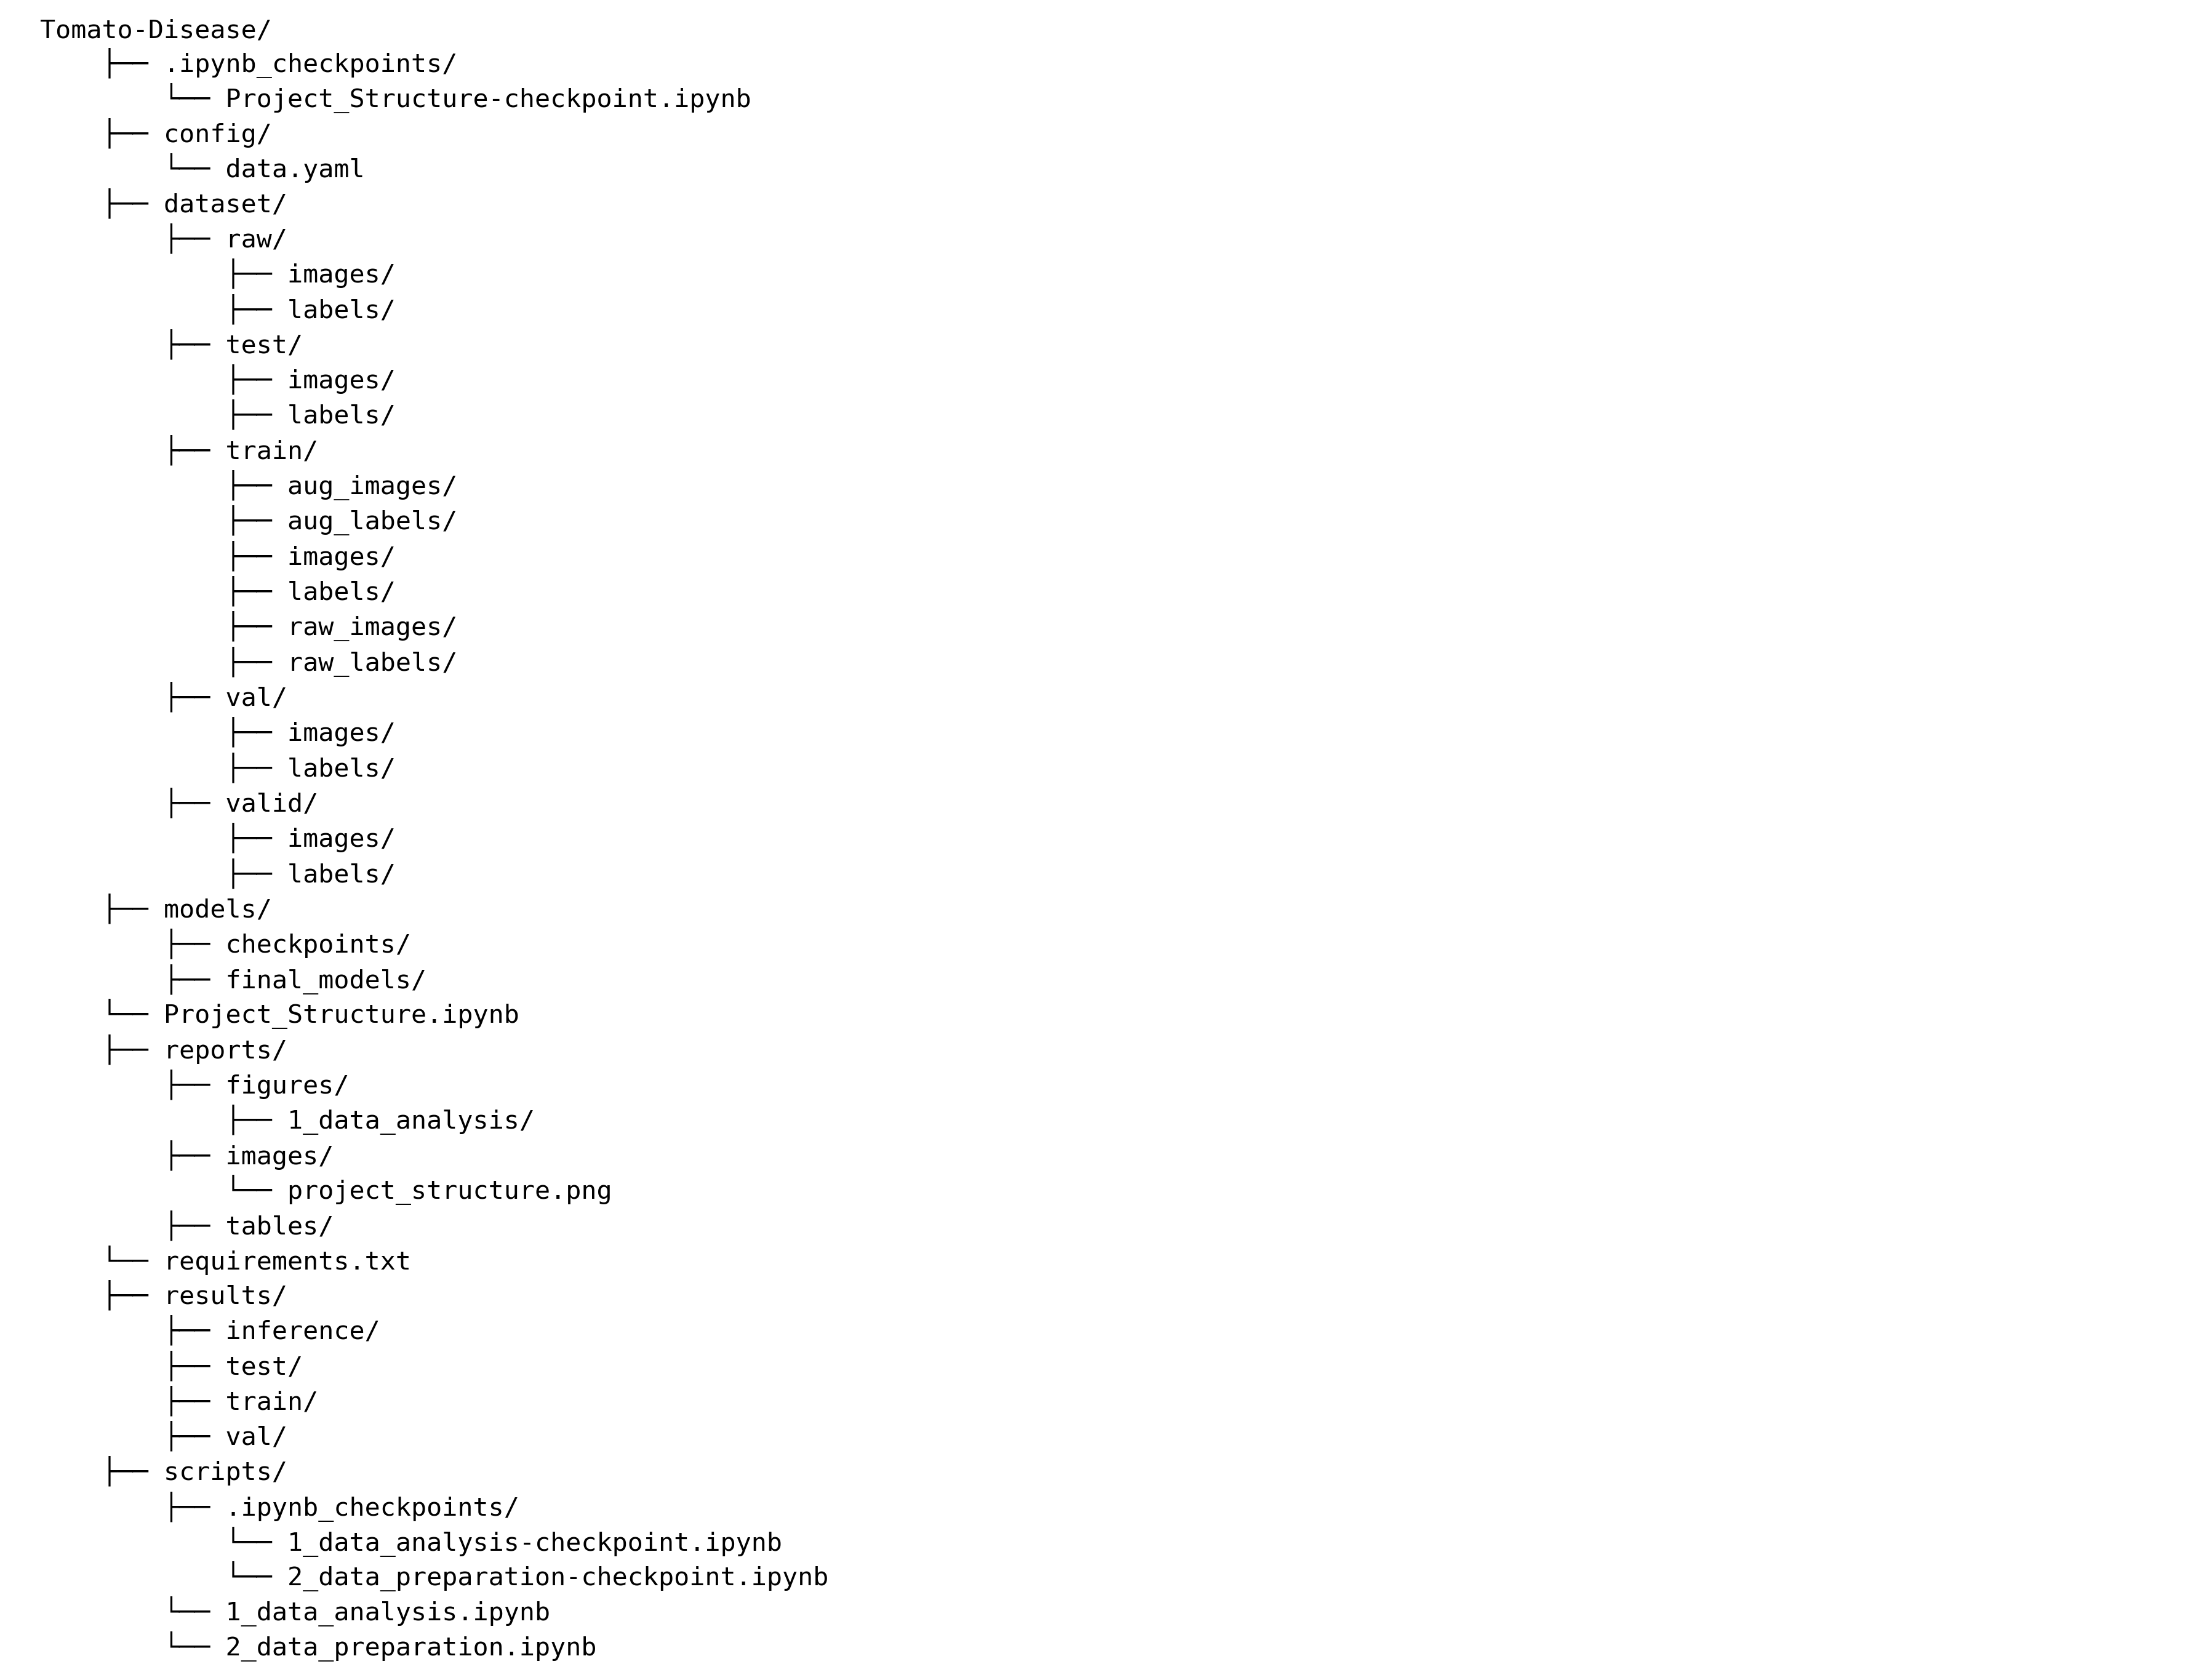 Tomato-Disease/
├── .ipynb_checkpoints/
└── Project_Structure-checkpoint.ipynb
├── config/
└── data.yaml
├── dataset/
├── raw/
├── images/
├── labels/
├── test/
├── images/
├── labels/
├── train/
├── aug_images/
├── aug_labels/
├── images/
├── labels/
├── raw_images/
├── raw_labels/
├── val/
├── images/
├── labels/
├── valid/
├── images/
├── labels/
├── models/
├── checkpoints/
├── final_models/
└── Project_Structure.ipynb
├── reports/
├── figures/
├── 1_data_analysis/
├── images/
└── project_structure.png
├── tables/
└── requirements.txt
├── results/
├── inference/
├── test/
├── train/
├── val/
├── scripts/
├── .ipynb_checkpoints/
└── 1_data_analysis-checkpoint.ipynb
└── 2_data_preparation-checkpoint.ipynb
└── 1_data_analysis.ipynb
└── 2_data_preparation.ipynb